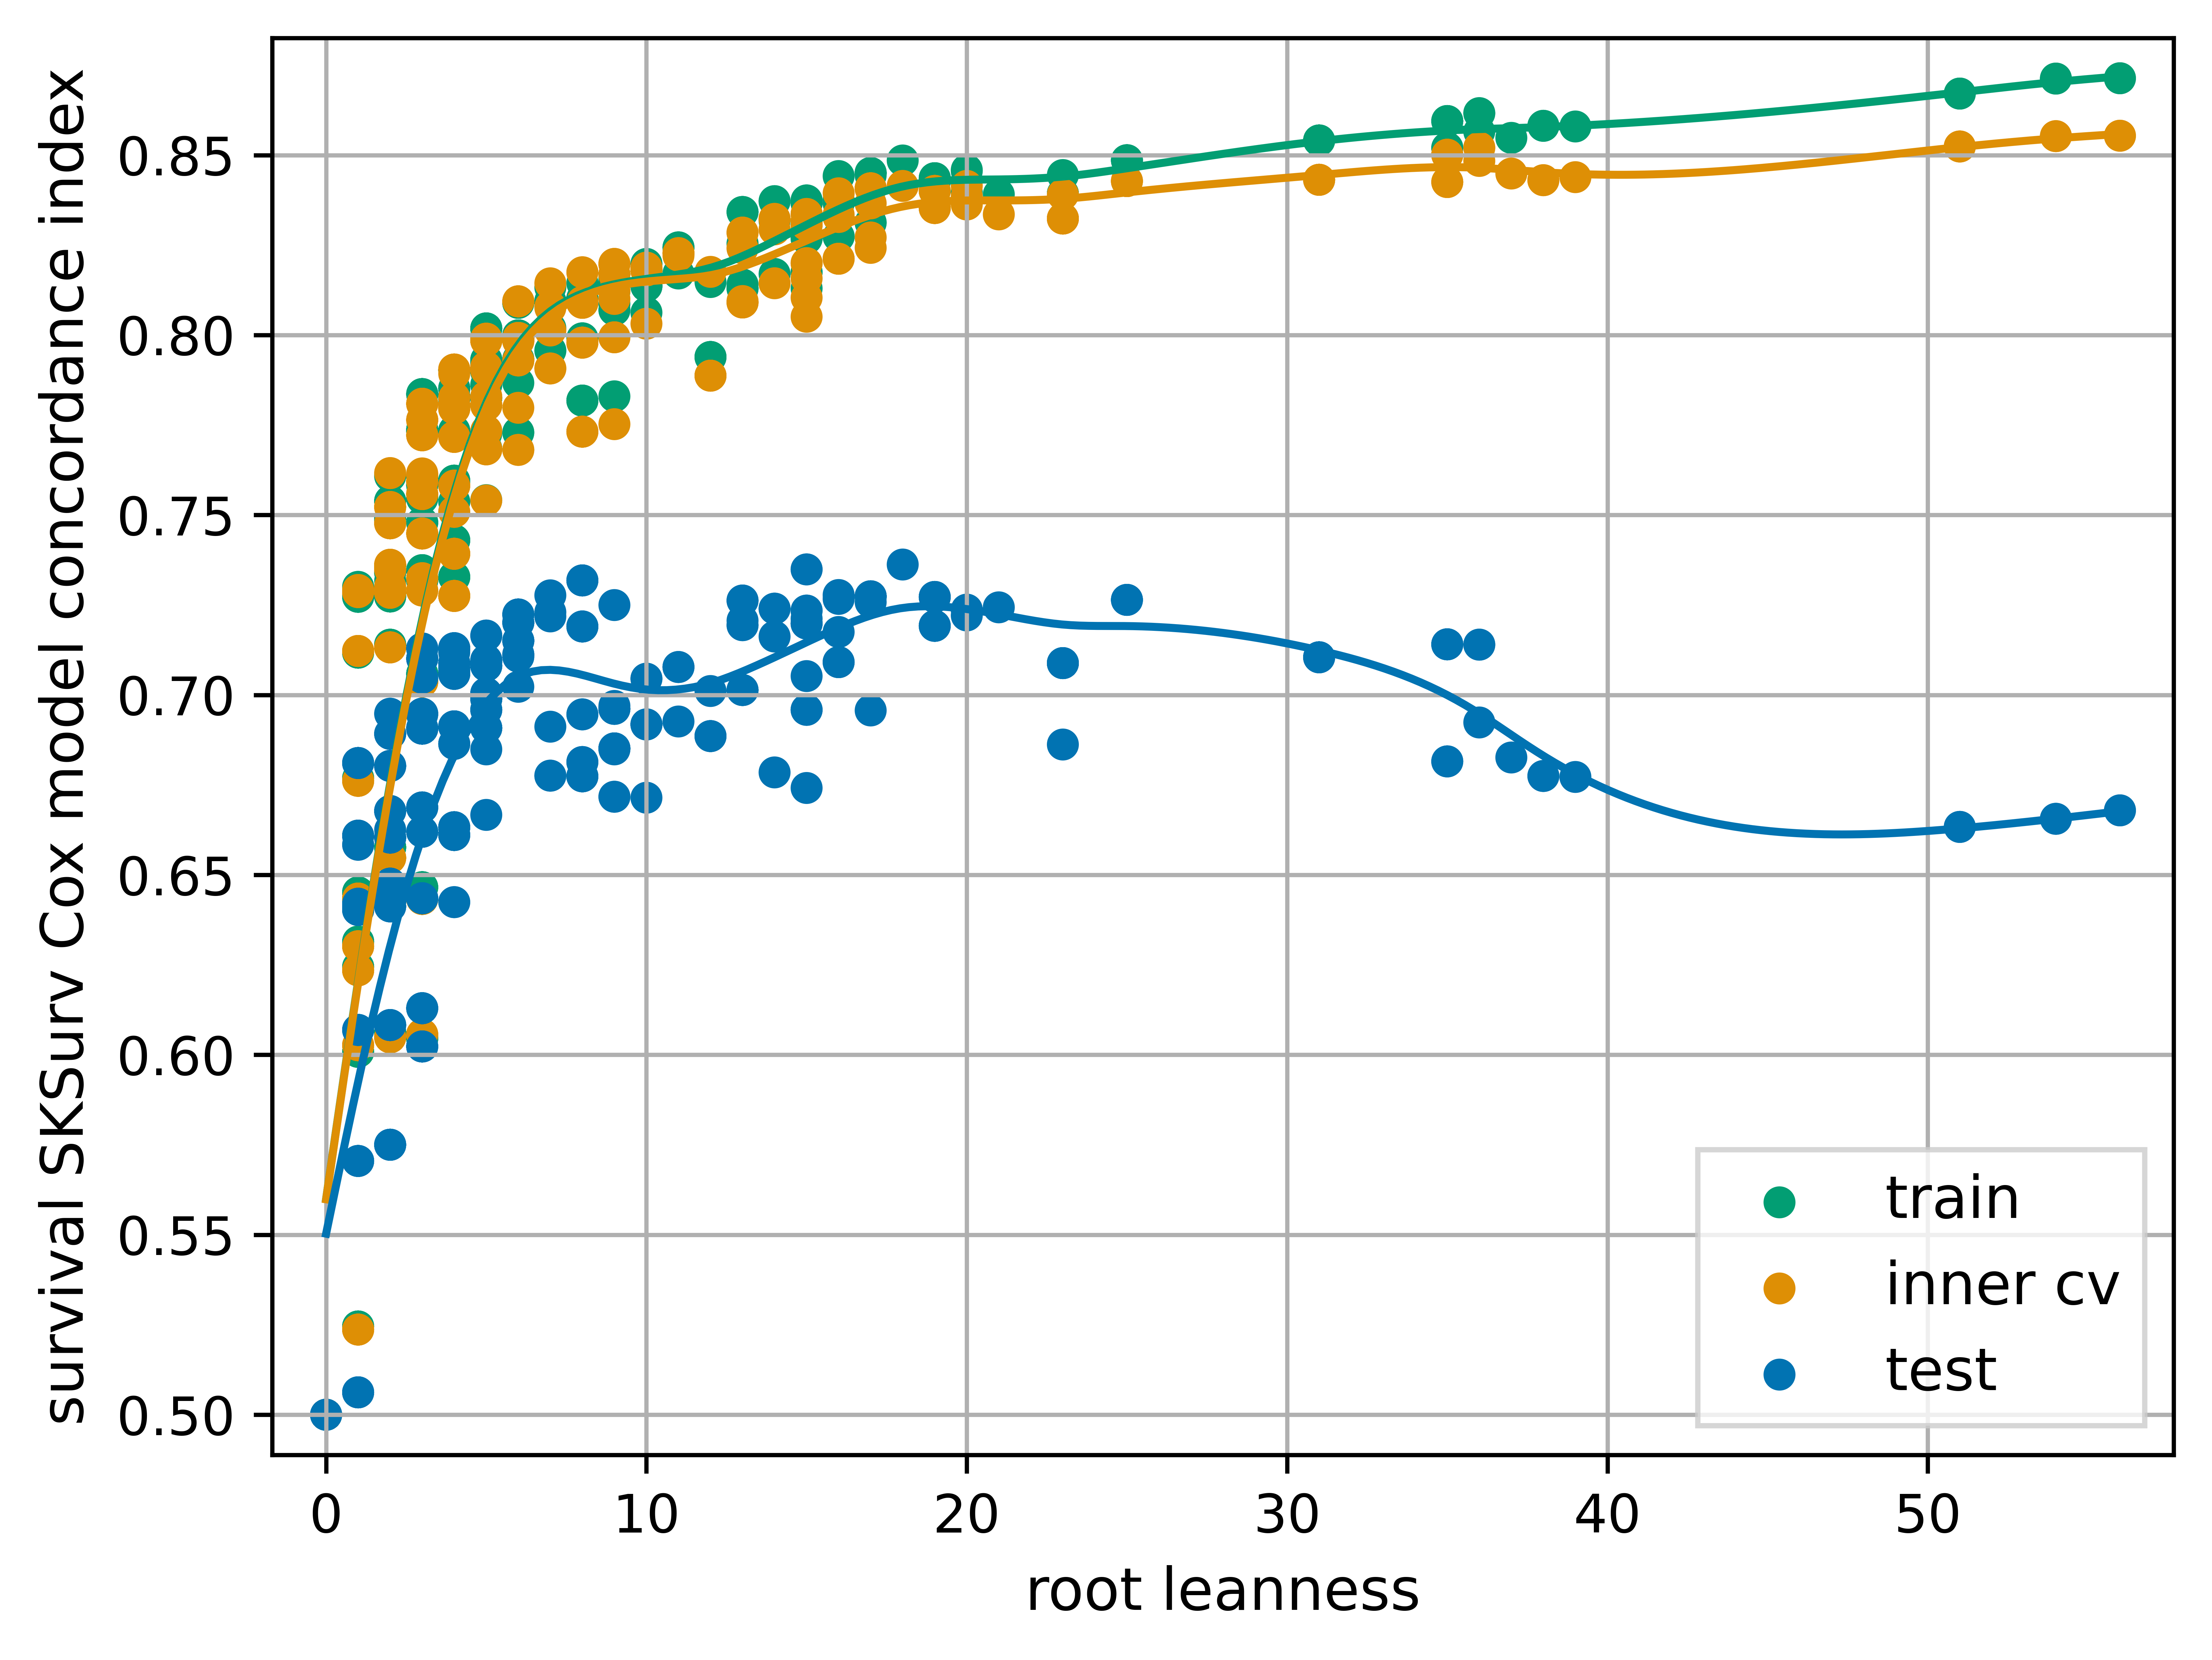 survival SKSurv Cox model concordance index
0.85
0.80
0.75
0.70
0.65
0.60
0.55
0.50
0 10 20 30 40 50
root leanness
train
inner cv
test